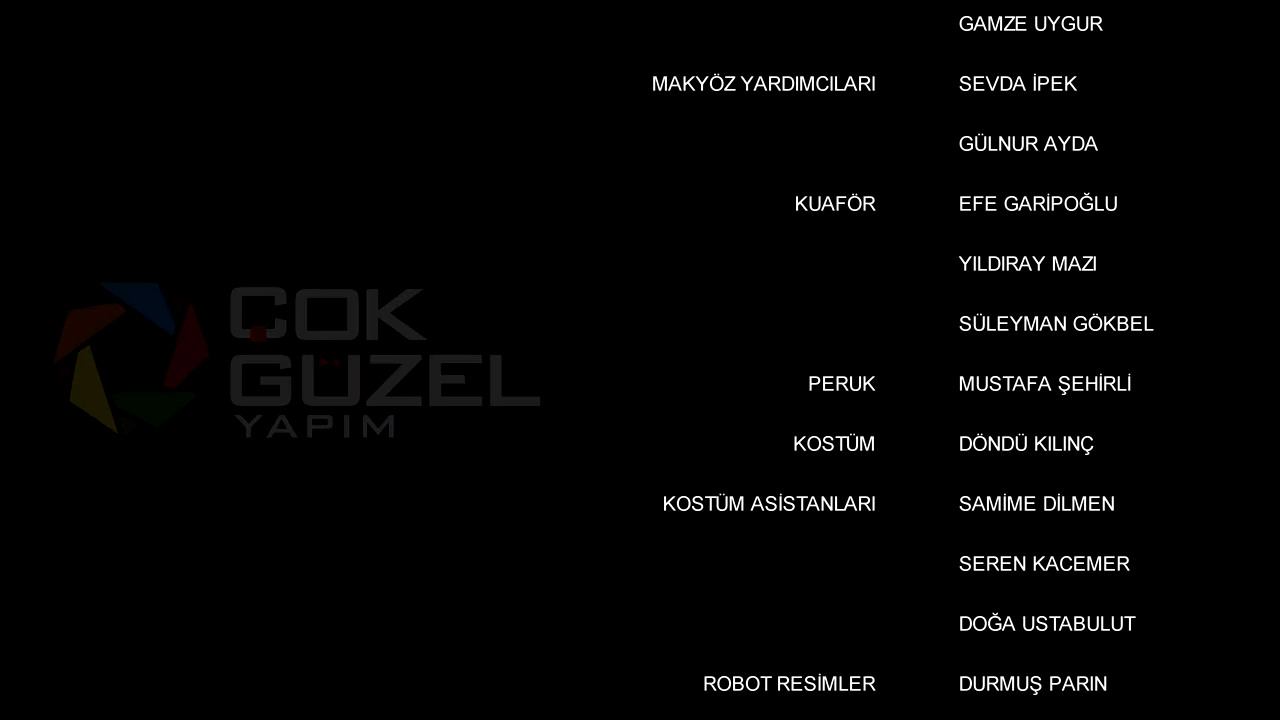 GAMZE UYGUR
MAKYÖZ YARDIMCILARI SEVDA İPEK
GÜLNUR AYDA
KUAFÖR EFE GARİPOĞLU
YILDIRAY MAZI
SÜLEYMAN GÖKBEL
PERUK MUSTAFA ŞEHİRLİ
KOSTÜM DÖNDÜ KILINÇ
KOSTÜM ASİSTANLARI SAMİME DİLMEN
SEREN KACEMER
DOĞA USTABULUT
ROBOT RESİMLER DURMUŞ PARIN
ÇOK
GÜZEL
YAPIM